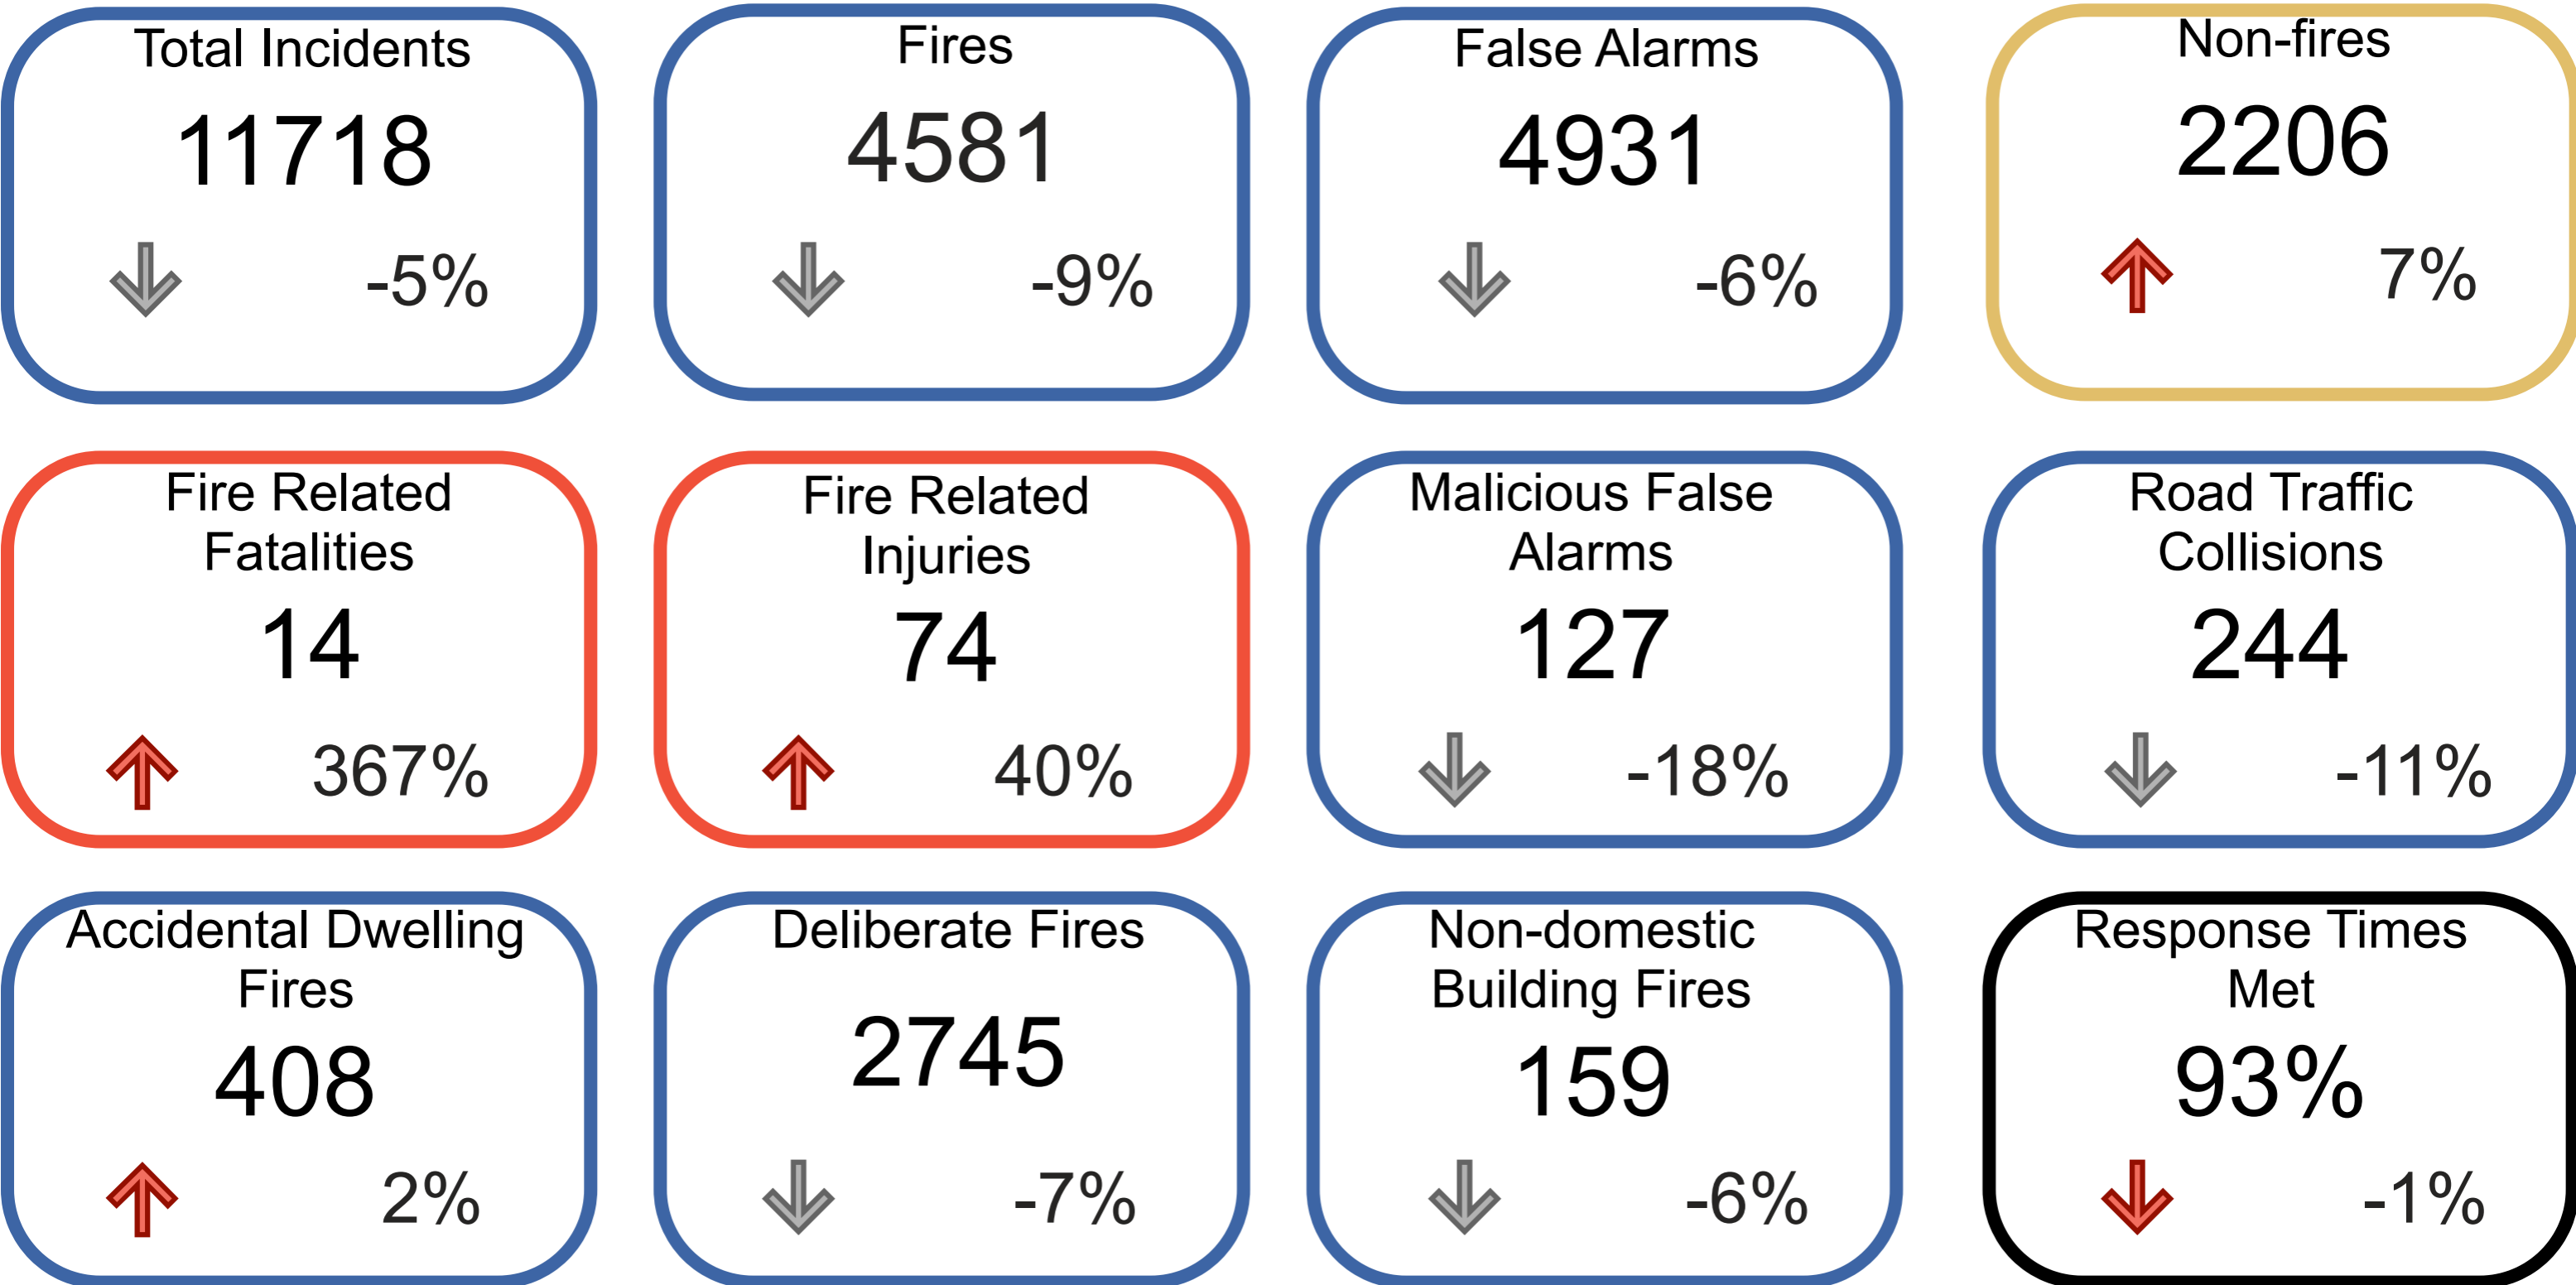 Total Incidents
11718
-5%
Fires
4581
-9%
False Alarms
4931
-6%
Non-fires
2206
7%
Fire Related
Fatalities
14
367%
Fire Related
Injuries
74
40%
Malicious False
Alarms
127
-18%
Road Traffic
Collisions
244
-11%
Accidental Dwelling
Fires
408
2%
Deliberate Fires
2745
-7%
Non-domestic
Building Fires
159
-6%
Response Times
Met
93%
-1%